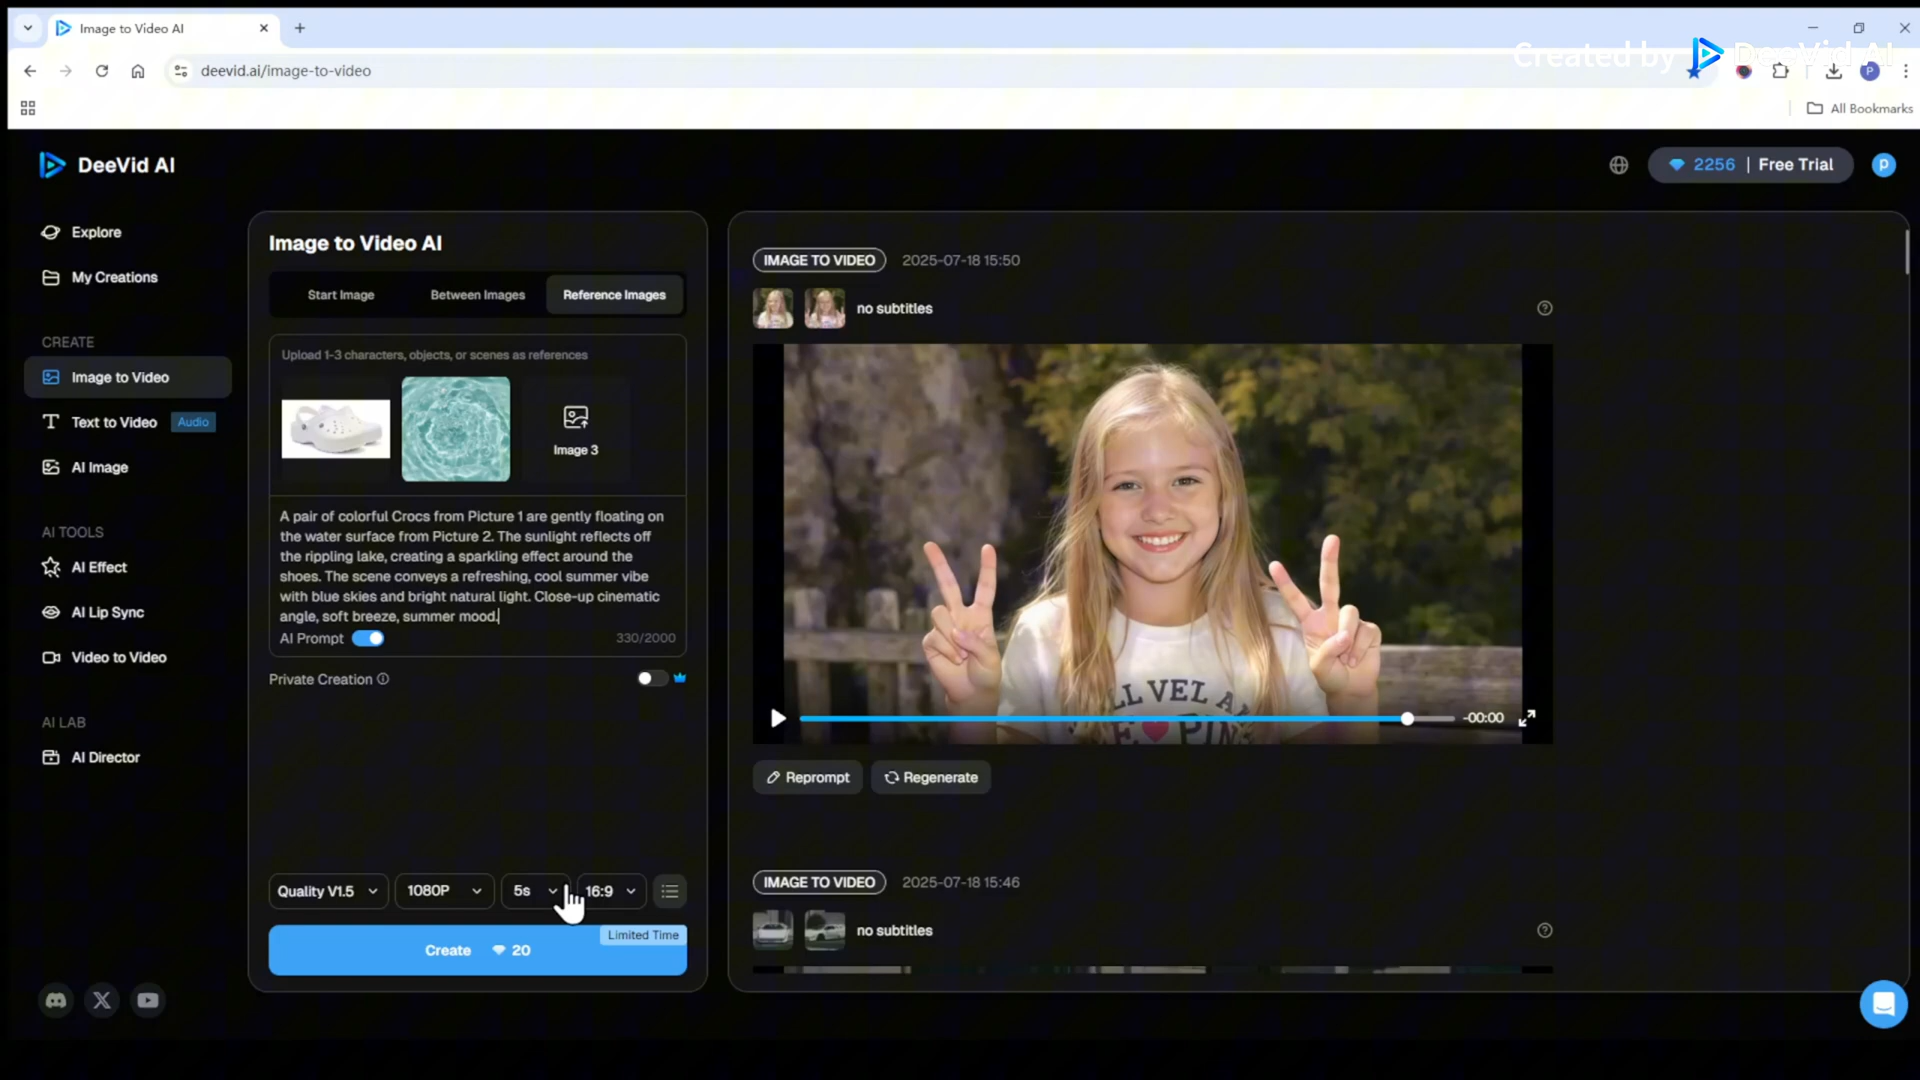 Image to Video AI
deevid.ai/image-to-video
Created by DeeVid AI
All Bookmarks
DeeVid AI
2256 | Free Trial
P
Explore
My Creations
CREATE
Image to Video
Text to Video Audio
AI Image
AI TOOLS
AI Effect
AI Lip Sync
Video to Video
AI LAB
AI Director
Image to Video AI
Start Image
Between Images
Reference Images
Upload 1-3 characters, objects, or scenes as references
Image 3
A pair of colorful Crocs from Picture 1 are gently floating on
the water surface from Picture 2. The sunlight reflects off
the rippling lake, creating a sparkling effect around the
shoes. The scene conveys a refreshing, cool summer vibe
with blue skies and bright natural light. Close-up cinematic
angle, soft breeze, summer mood.
AI Prompt
330/2000
Private Creation
Quality V1.5
1080P
5s
16:9
Limited Time
Create 20
IMAGE TO VIDEO 2025-07-18 15:50
no subtitles
-00:00
Reprompt
Regenerate
IMAGE TO VIDEO 2025-07-18 15:46
no subtitles